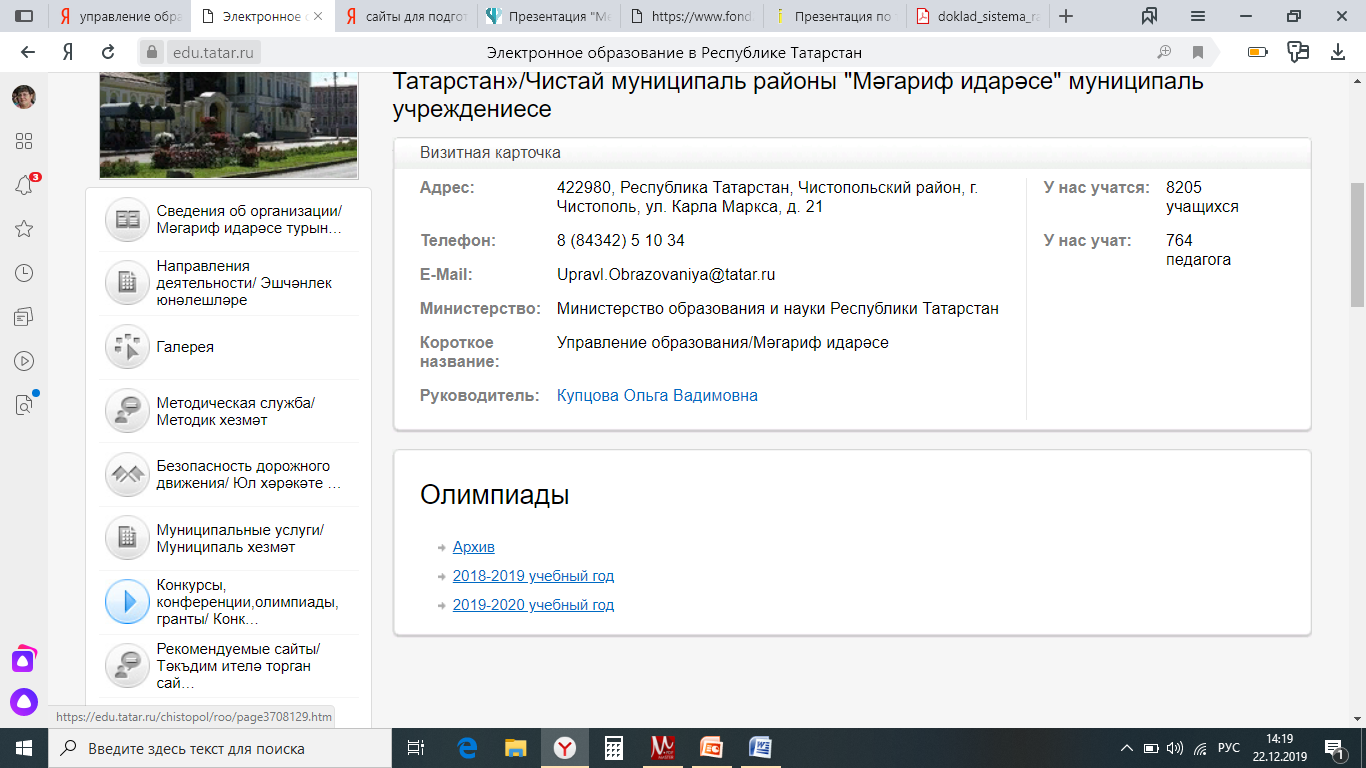 управление обра
Электронное с
сайты для подгот
Презентация "Ме
https://www.fond
Презентация по
doklad_sistema_ra
edu.tatar.ru
Электронное образование в Республике Татарстан
3
Татарстан»/Чистай муниципаль районы "Мәгариф идарәсе" муниципаль
учреждениесе
Сведения об организации/
Мәгариф идарәсе турын…
Направления
деятельности/ Эшчәнлек
юнәлешләре
Галерея
Методическая служба/
Методик хезмәт
Безопасность дорожного
движения/ Юл хәрәкәте …
Муниципальные услуги/
Муниципаль хезмәт
Конкурсы,
конференции,олимпиады,
гранты/ Конк…
Рекомендуемые сайты/
Тәкъдим ителә торган
сай…
Визитная карточка
Адрес: 422980, Республика Татарстан, Чистопольский район, г.
Чистополь, ул. Карла Маркса, д. 21
Телефон: 8 (84342) 5 10 34
E-Mail: Upravl.Obrazovaniya@tatar.ru
Министерство: Министерство образования и науки Республики Татарстан
Короткое
название:
Управление образования/Мәгариф идарәсе
Руководитель: Купцова Ольга Вадимовна
У нас учатся: 8205
учащихся
У нас учат: 764
педагога
Олимпиады
Архив
2018-2019 учебный год
2019-2020 учебный год
https://edu.tatar.ru/chistopol/roo/page3708129.htm
Введите здесь текст для поиска
РУС
14:19
22.12.2019
1